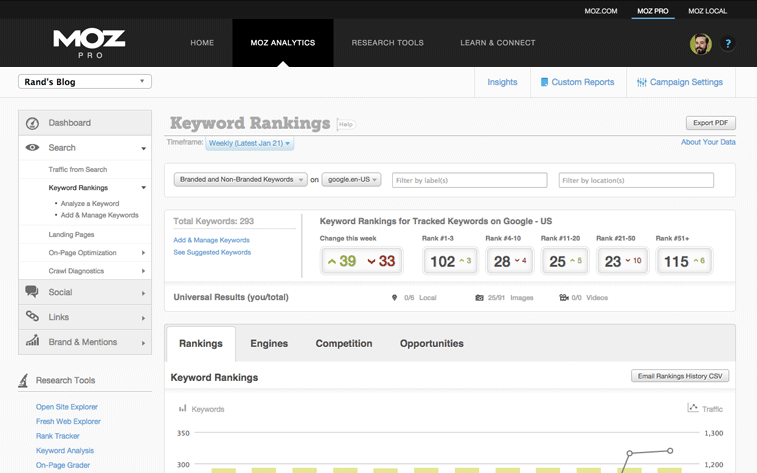 MOZ.COM MOZ PRO MOZ LOCAL
MOZ
PRO
HOME MOZ ANALYTICS RESEARCH TOOLS LEARN & CONNECT ?
Rand's Blog
Insights Custom Reports Campaign Settings
Dashboard
Search
Traffic from Search
Keyword Rankings
Analyze a Keyword
Add & Manage Keywords
Landing Pages
On-Page Optimization
Crawl Diagnostics
Social
Links
Brand & Mentions
Research Tools
Open Site Explorer
Fresh Web Explorer
Rank Tracker
Keyword Analysis
On-Page Grader
Keyword Rankings Help
Export PDF
Timeframe: Weekly (Latest Jan 21)
About Your Data
Branded and Non-Branded Keywords on google.en-US Filter by label(s) Filter by location(s)
Total Keywords: 293
Add & Manage Keywords
See Suggested Keywords
Keyword Rankings for Tracked Keywords on Google - US
Change this week Rank #1-3 Rank #4-10 Rank #11-20 Rank #21-50 Rank #51+
39 33 102 3 28 4 25 5 23 10 115 6
Universal Results (you/total) 0/6 Local 25/91 Images 0/0 Videos
Rankings Engines Competition Opportunities
Keyword Rankings
Email Rankings History CSV
Keywords Traffic
350 1,300
300 1,200